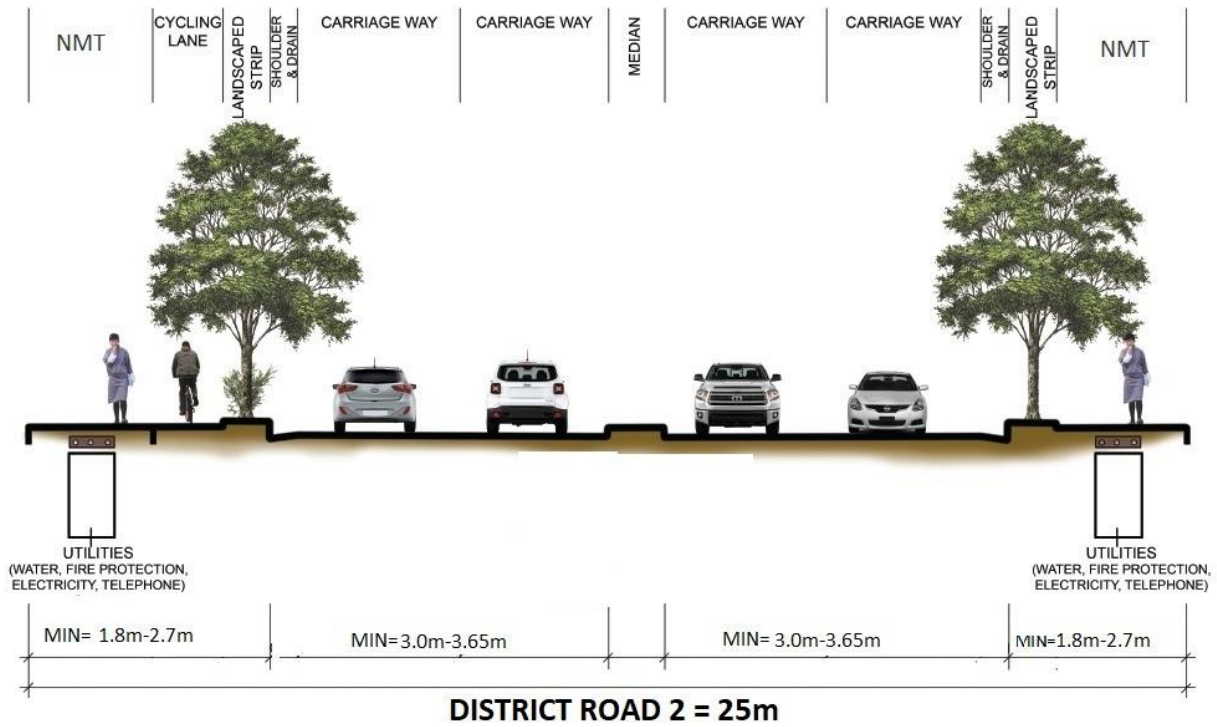 NMT
CYCLING
LANE
LANDSCAPED
STRIP
SHOULDER
& DRAIN
CARRIAGE WAY
CARRIAGE WAY
MEDIAN
CARRIAGE WAY
CARRIAGE WAY
SHOULDER
& DRAIN
LANDSCAPED
STRIP
NMT
UTILITIES
(WATER, FIRE PROTECTION,
ELECTRICITY, TELEPHONE)
UTILITIES
(WATER, FIRE PROTECTION,
ELECTRICITY, TELEPHONE)
MIN= 1.8m-2.7m
MIN=3.0m-3.65m
MIN=3.0m-3.65m
MIN=1.8m-2.7m
DISTRICT ROAD 2 = 25m